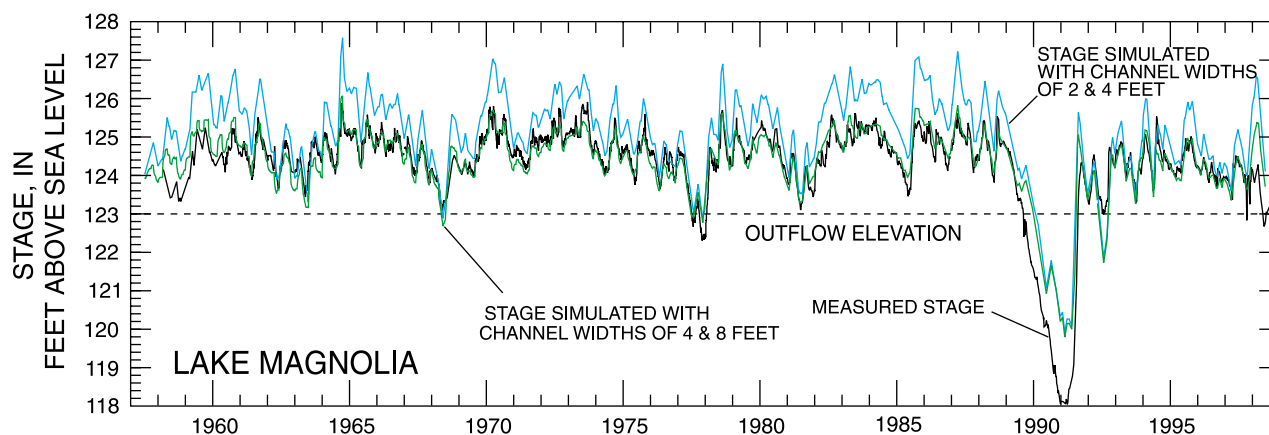 STAGE, IN
FEET ABOVE SEA LEVEL
128
127
126
125
124
123
122
121
120
119
118
STAGE SIMULATED
WITH CHANNEL WIDTHS
OF 2 & 4 FEET
OUTFLOW ELEVATION
STAGE SIMULATED WITH
CHANNEL WIDTHS OF 4 & 8 FEET
MEASURED STAGE
LAKE MAGNOLIA
1960 1965 1970 1975 1980 1985 1990 1995